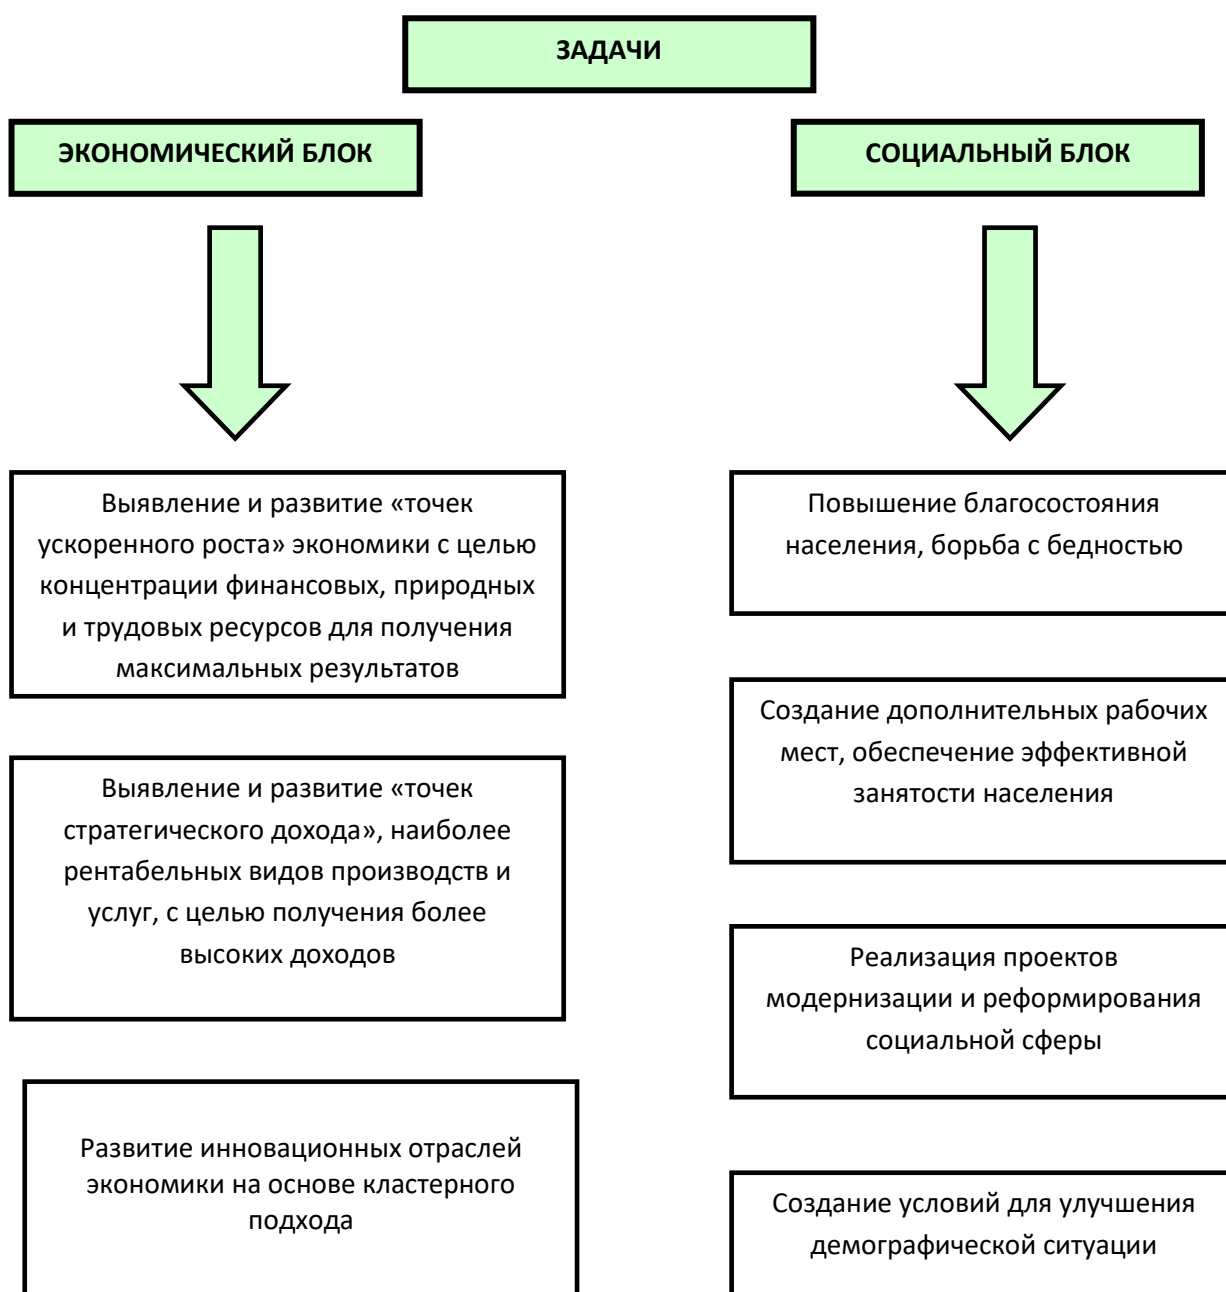 ЗАДАЧИ
ЭКОНОМИЧЕСКИЙ БЛОК
СОЦИАЛЬНЫЙ БЛОК
Выявление и развитие «точек
ускоренного роста» экономики с целью
концентрации финансовых, природных
и трудовых ресурсов для получения
максимальных результатов
Выявление и развитие «точек
стратегического дохода», наиболее
рентабельных видов производств и
услуг, с целью получения более
высоких доходов
Развитие инновационных отраслей
экономики на основе кластерного
подхода
Повышение благосостояния
населения, борьба с бедностью
Создание дополнительных рабочих
мест, обеспечение эффективной
занятости населения
Реализация проектов
модернизации и реформирования
социальной сферы
Создание условий для улучшения
демографической ситуации